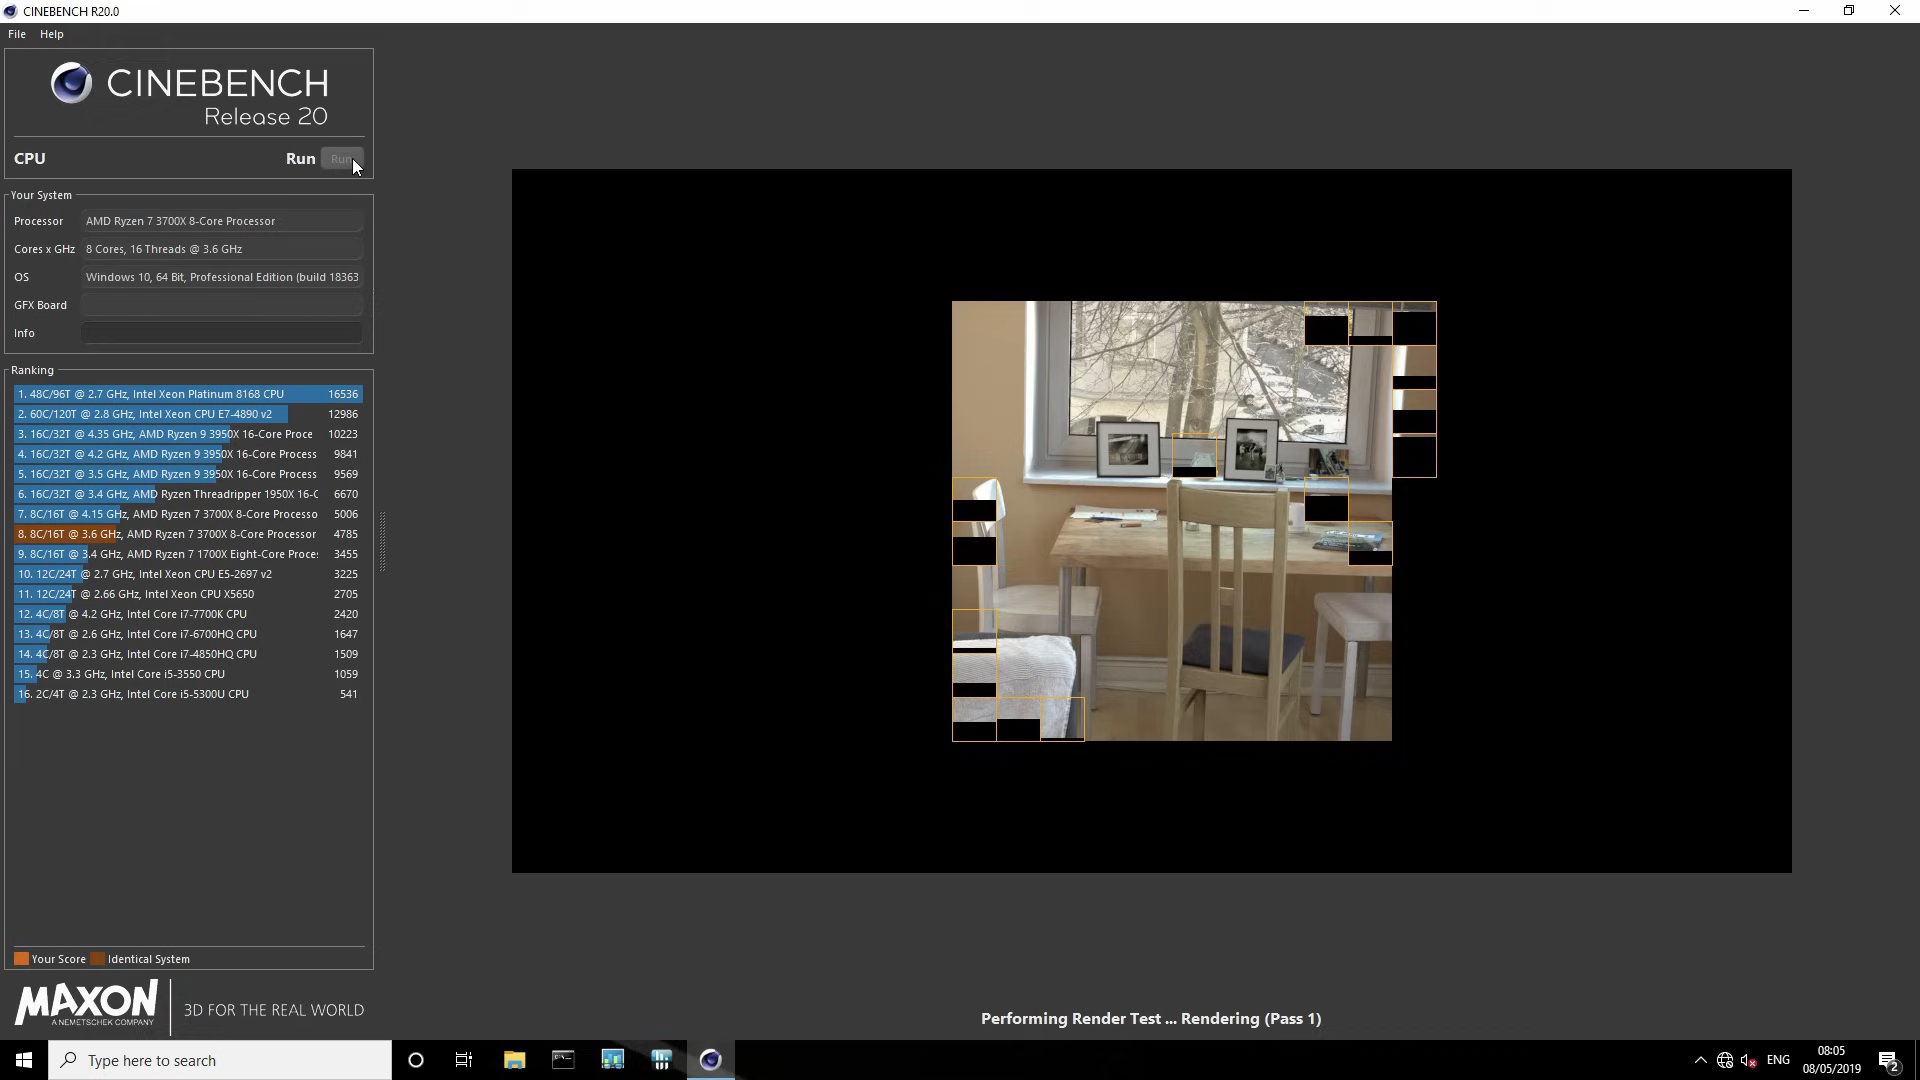 CINEBENCH R20.0
File Help
CINEBENCH
Release 20
CPU Run Run
Your System
Processor AMD Ryzen 7 3700X 8-Core Processor
Cores x GHz 8 Cores, 16 Threads @ 3.6 GHz
OS Windows 10, 64 Bit, Professional Edition (build 18363
GFX Board
Info
Ranking
1. 48C/96T @ 2.7 GHz, Intel Xeon Platinum 8168 CPU 16536
2. 60C/120T @ 2.8 GHz, Intel Xeon CPU E7-4890 v2 12986
3. 16C/32T @ 4.35 GHz, AMD Ryzen 9 3950X 16-Core Proce 10223
4. 16C/32T @ 4.2 GHz, AMD Ryzen 9 3950X 16-Core Process 9841
5. 16C/32T @ 3.5 GHz, AMD Ryzen 9 3950X 16-Core Process 9569
6. 16C/32T @ 3.4 GHz, AMD Ryzen Threadripper 1950X 16-C 6670
7. 8C/16T @ 4.15 GHz, AMD Ryzen 7 3700X 8-Core Processo 5006
8. 8C/16T @ 3.6 GHz, AMD Ryzen 7 3700X 8-Core Processor 4785
9. 8C/16T @ 3.4 GHz, AMD Ryzen 7 1700X Eight-Core Proces 3455
10. 12C/24T @ 2.7 GHz, Intel Xeon CPU E5-2697 v2 3225
11. 12C/24T @ 2.66 GHz, Intel Xeon CPU X5650 2705
12. 4C/8T @ 4.2 GHz, Intel Core i7-7700K CPU 2420
13. 4C/8T @ 2.6 GHz, Intel Core i7-6700HQ CPU 1647
14. 4C/8T @ 2.3 GHz, Intel Core i7-4850HQ CPU 1509
15. 4C @ 3.3 GHz, Intel Core i5-3550 CPU 1059
16. 2C/4T @ 2.3 GHz, Intel Core i5-5300U CPU 541
Your Score Identical System
MAXON
A NEMETSCHEK COMPANY
3D FOR THE REAL WORLD
Performing Render Test ... Rendering (Pass 1)
Type here to search
ENG
08:05
08/05/2019
2